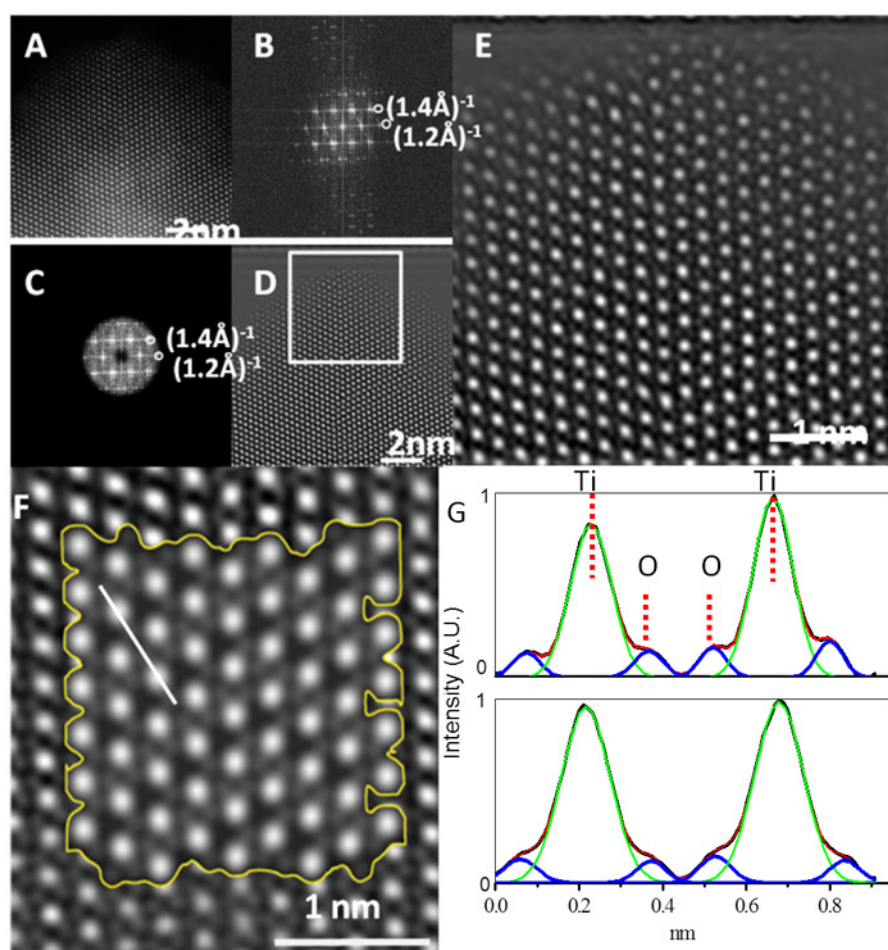 A
B
(1.4Å)⁻¹
(1.2Å)⁻¹
2nm
C
(1.4Å)⁻¹
(1.2Å)⁻¹
D
2nm
E
1 nm
F
1 nm
G
Ti
Ti
O
O
1
0
1
0
Intensity (A.U.)
0.0 0.2 0.4 0.6 0.8
nm